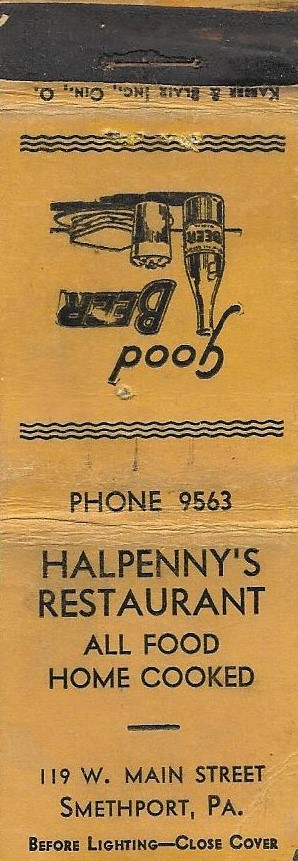 Kaeser & Blair Inc., Cin., O.
Good
BEER
BEER
PHONE 9563
HALPENNY'S
RESTAURANT
ALL FOOD
HOME COOKED
119 W. MAIN STREET
SMETHPORT, PA.
BEFORE LIGHTING—CLOSE COVER